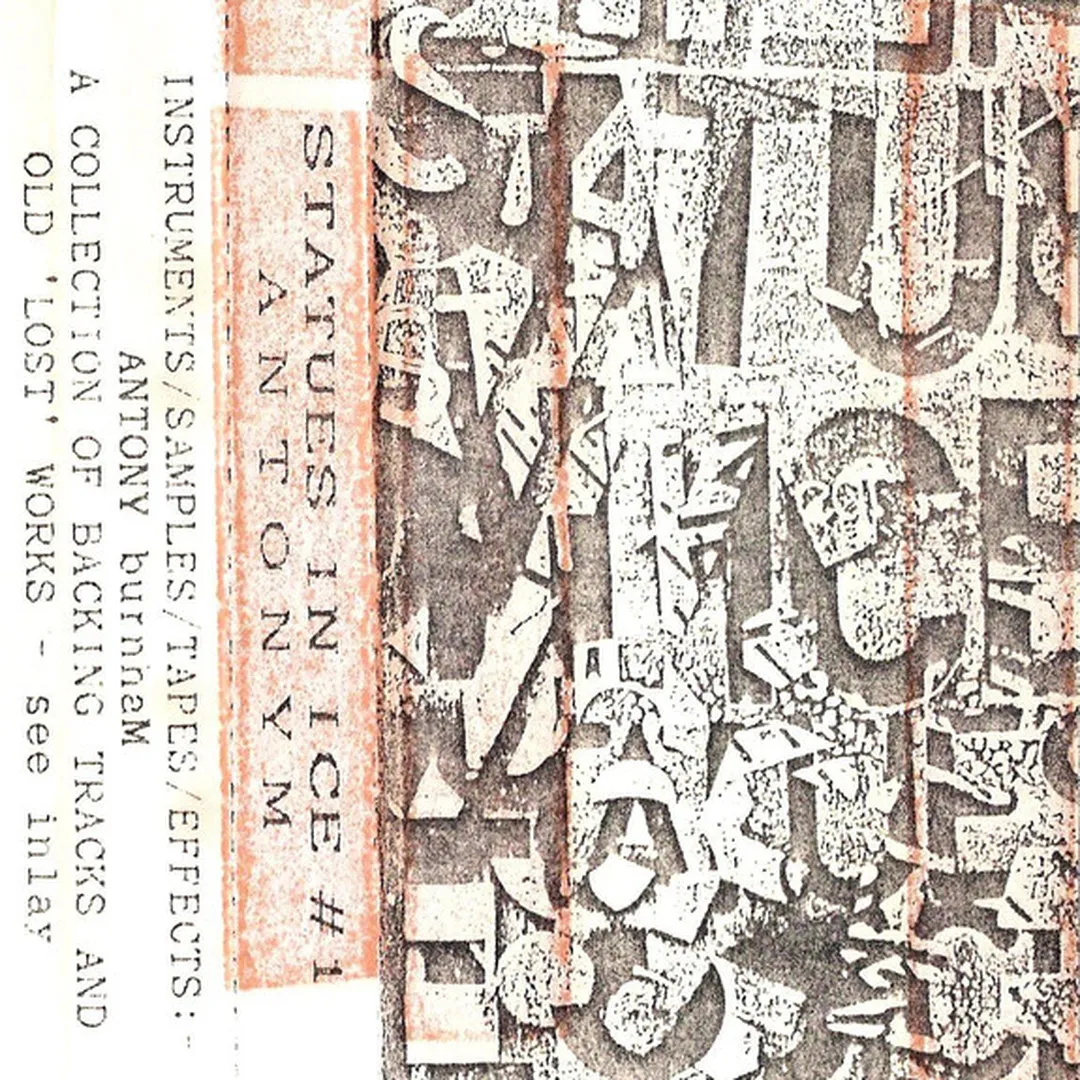 STATUES IN ICE #1
A N T O N Y M
INSTRUMENTS/SAMPLES/TAPES/EFFECTS:-
ANTONY burnhaM
A COLLECTION OF BACKING TRACKS AND
OLD 'LOST' WORKS - see inlay